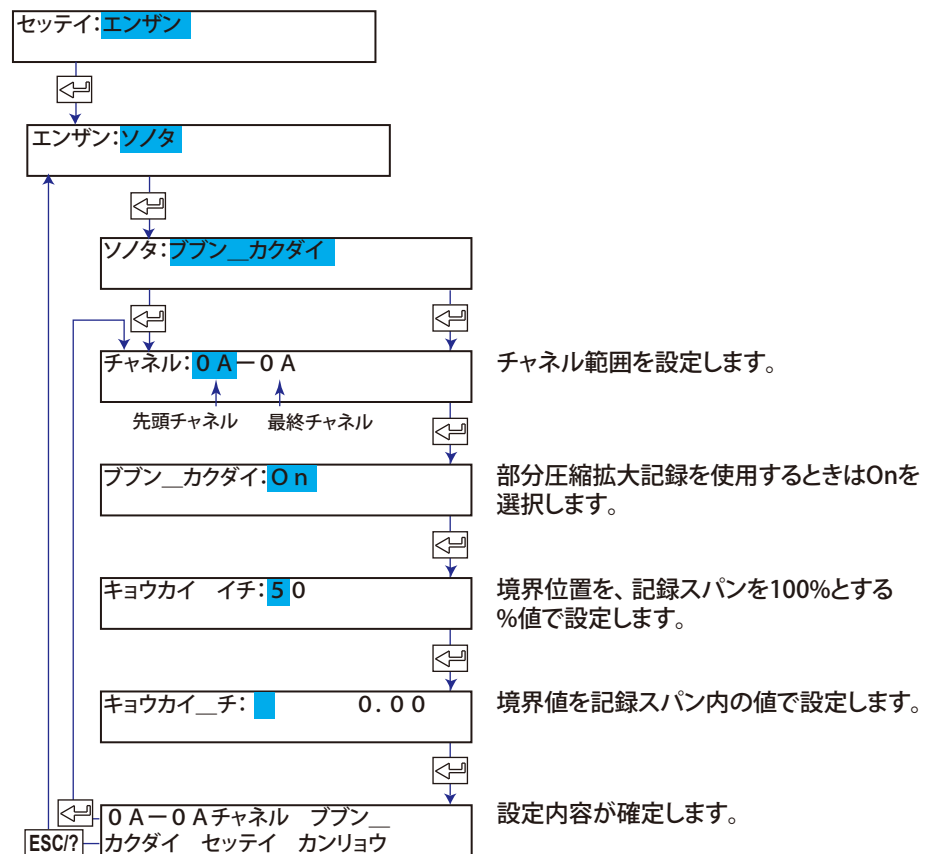 セッテイ：エンザン
エンザン：ソノタ
ソノタ：ブブン＿カクダイ
チャネル：０Ａ－０Ａ
チャネル範囲を設定します。
先頭チャネル 最終チャネル
ブブン＿カクダイ：Ｏｎ
部分圧縮拡大記録を使用するときはOnを
選択します。
キョウカイ　イチ：５０
境界位置を、記録スパンを100%とする
%値で設定します。
キョウカイ＿チ：　０．００
境界値を記録スパン内の値で設定します。
０Ａ－０Ａチャネル　ブブン＿
カクダイ　セッテイ　カンリョウ
設定内容が確定します。
ESC/?